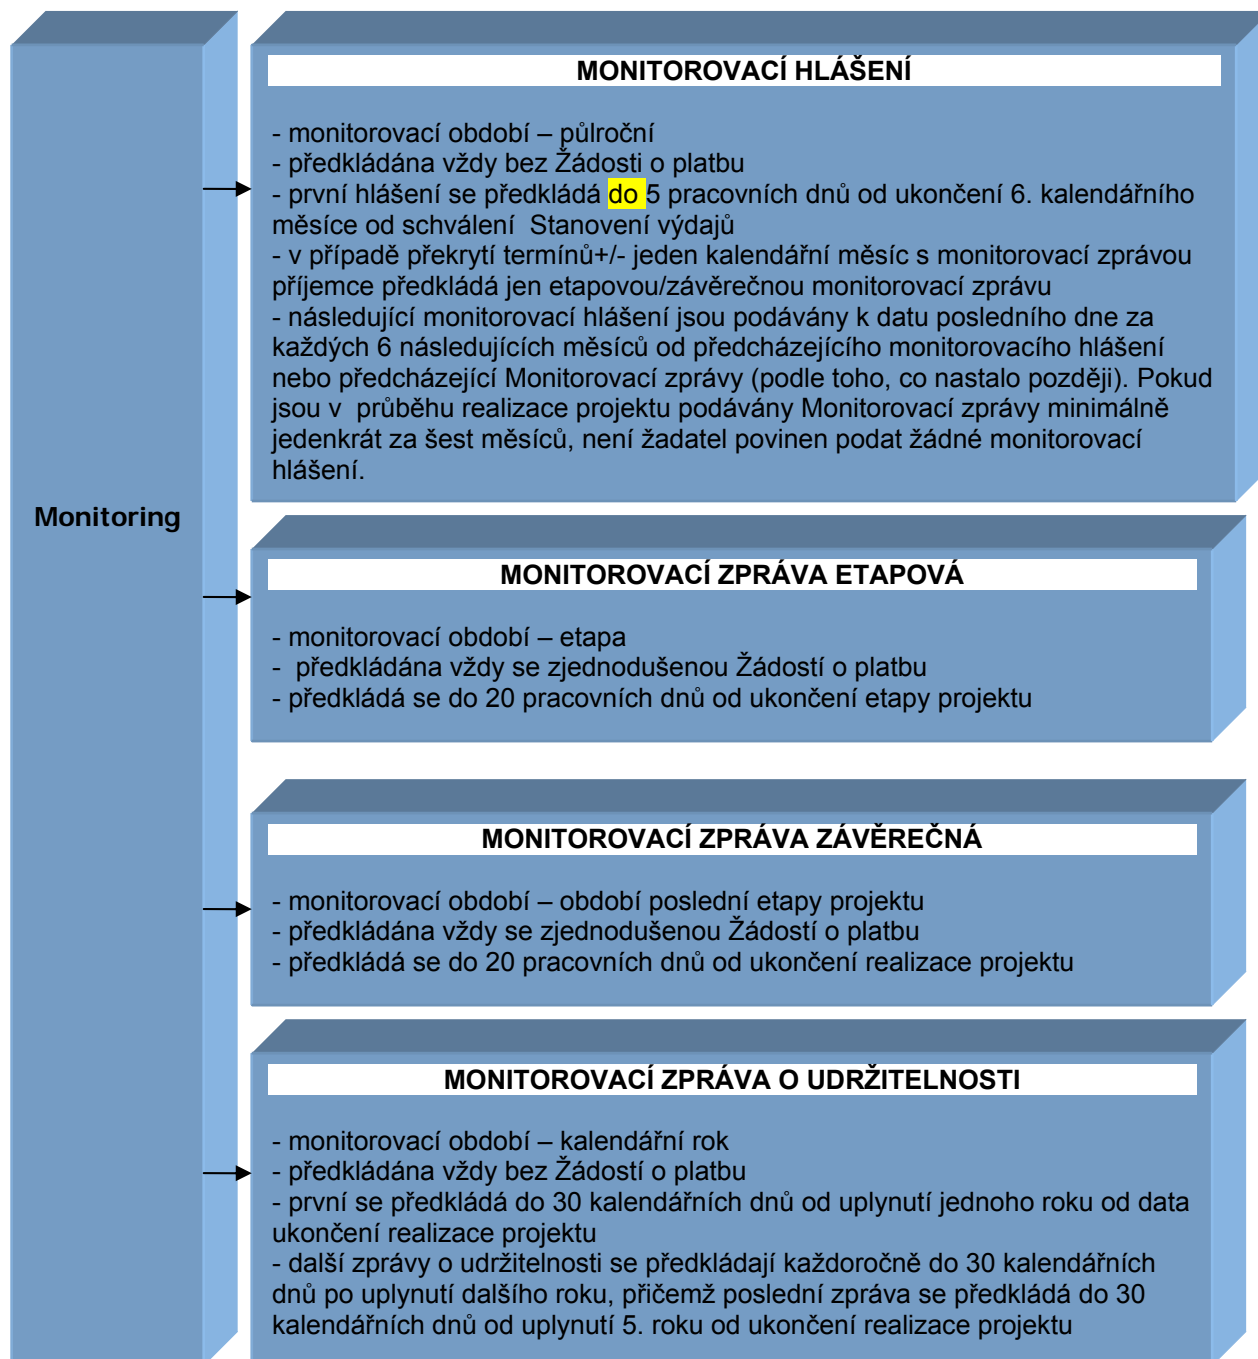 MONITOROVACÍ HLÁŠENÍ
- monitorovací období – půlroční
- předkládána vždy bez Žádosti o platbu
- první hlášení se předkládá do 5 pracovních dnů od ukončení 6. kalendářního
měsíce od schválení  Stanovení výdajů
- v případě překrytí termínů+/- jeden kalendářní měsíc s monitorovací zprávou
příjemce předkládá jen etapovou/závěrečnou monitorovací zprávu
- následující monitorovací hlášení jsou podávány k datu posledního dne za
každých 6 následujících měsíců od předcházejícího monitorovacího hlášení
nebo předcházející Monitorovací zprávy (podle toho, co nastalo později). Pokud
jsou v  průběhu realizace projektu podávány Monitorovací zprávy minimálně
jedenkrát za šest měsíců, není žadatel povinen podat žádné monitorovací
hlášení.
Monitoring
MONITOROVACÍ ZPRÁVA ETAPOVÁ
- monitorovací období – etapa
-  předkládána vždy se zjednodušenou Žádostí o platbu
- předkládá se do 20 pracovních dnů od ukončení etapy projektu
MONITOROVACÍ ZPRÁVA ZÁVĚREČNÁ
- monitorovací období – období poslední etapy projektu
- předkládána vždy se zjednodušenou Žádostí o platbu
- předkládá se do 20 pracovních dnů od ukončení realizace projektu
MONITOROVACÍ ZPRÁVA O UDRŽITELNOSTI
- monitorovací období – kalendářní rok
- předkládána vždy bez Žádostí o platbu
- první se předkládá do 30 kalendářních dnů od uplynutí jednoho roku od data
ukončení realizace projektu
- další zprávy o udržitelnosti se předkládají každoročně do 30 kalendářních
dnů po uplynutí dalšího roku, přičemž poslední zpráva se předkládá do 30
kalendářních dnů od uplynutí 5. roku od ukončení realizace projektu